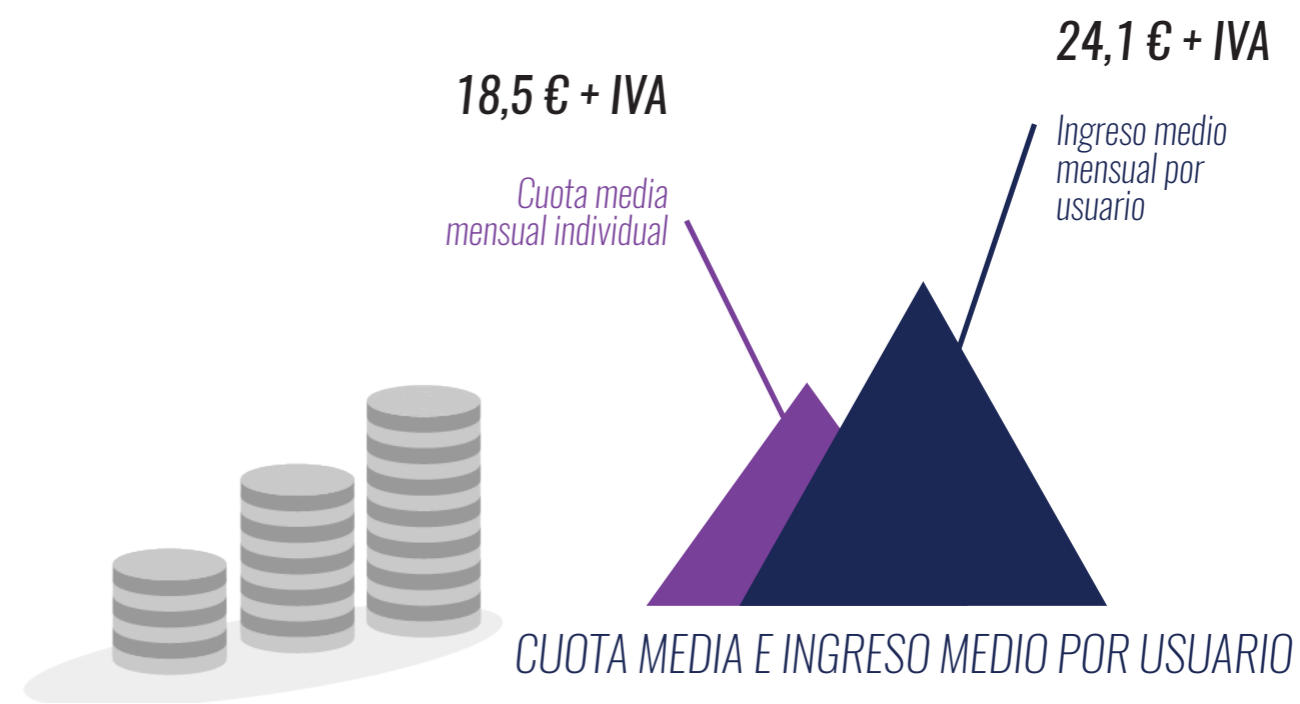 24,1 € + IVA
18,5 € + IVA
Ingreso medio
mensual por
usuario
Cuota media
mensual individual
CUOTA MEDIA E INGRESO MEDIO POR USUARIO